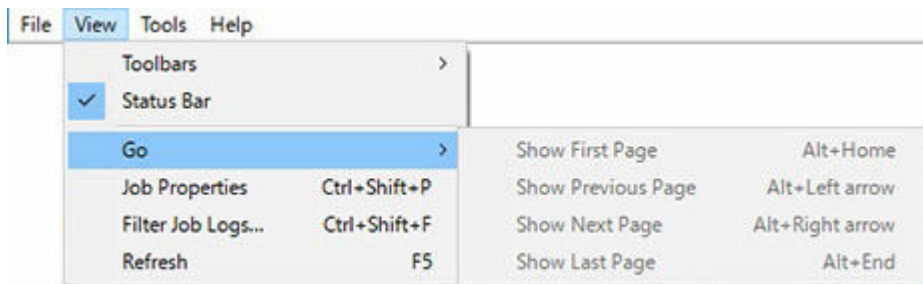 File View Tools Help
Toolbars >
Status Bar
Go > Show First Page Alt+Home
Job Properties Ctrl+Shift+P Show Previous Page Alt+Left arrow
Filter Job Logs... Ctrl+Shift+F Show Next Page Alt+Right arrow
Refresh F5 Show Last Page Alt+End